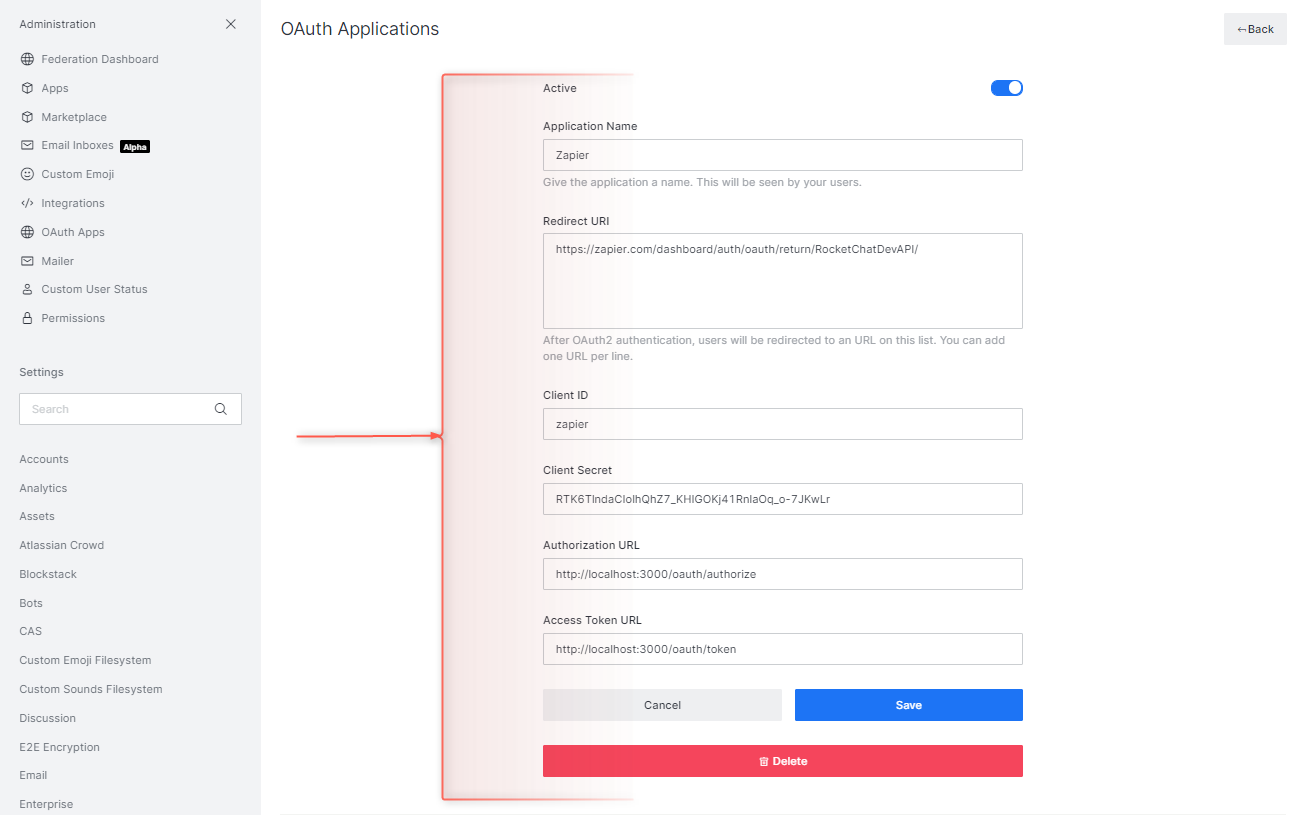 Administration
Federation Dashboard
Apps
Marketplace
Email Inboxes Alpha
Custom Emoji
Integrations
OAuth Apps
Mailer
Custom User Status
Permissions
Settings
Search
Accounts
Analytics
Assets
Atlassian Crowd
Blockstack
Bots
CAS
Custom Emoji Filesystem
Custom Sounds Filesystem
Discussion
E2E Encryption
Email
Enterprise
OAuth Applications
Back
Active
Application Name
Zapier
Give the application a name. This will be seen by your users.
Redirect URI
https://zapier.com/dashboard/auth/oauth/return/RocketChatDevAPI/
After OAuth2 authentication, users will be redirected to an URL on this list. You can add
one URL per line.
Client ID
zapier
Client Secret
Authorization URL
http://localhost:3000/oauth/authorize
Access Token URL
http://localhost:3000/oauth/token
Cancel
Save
Delete